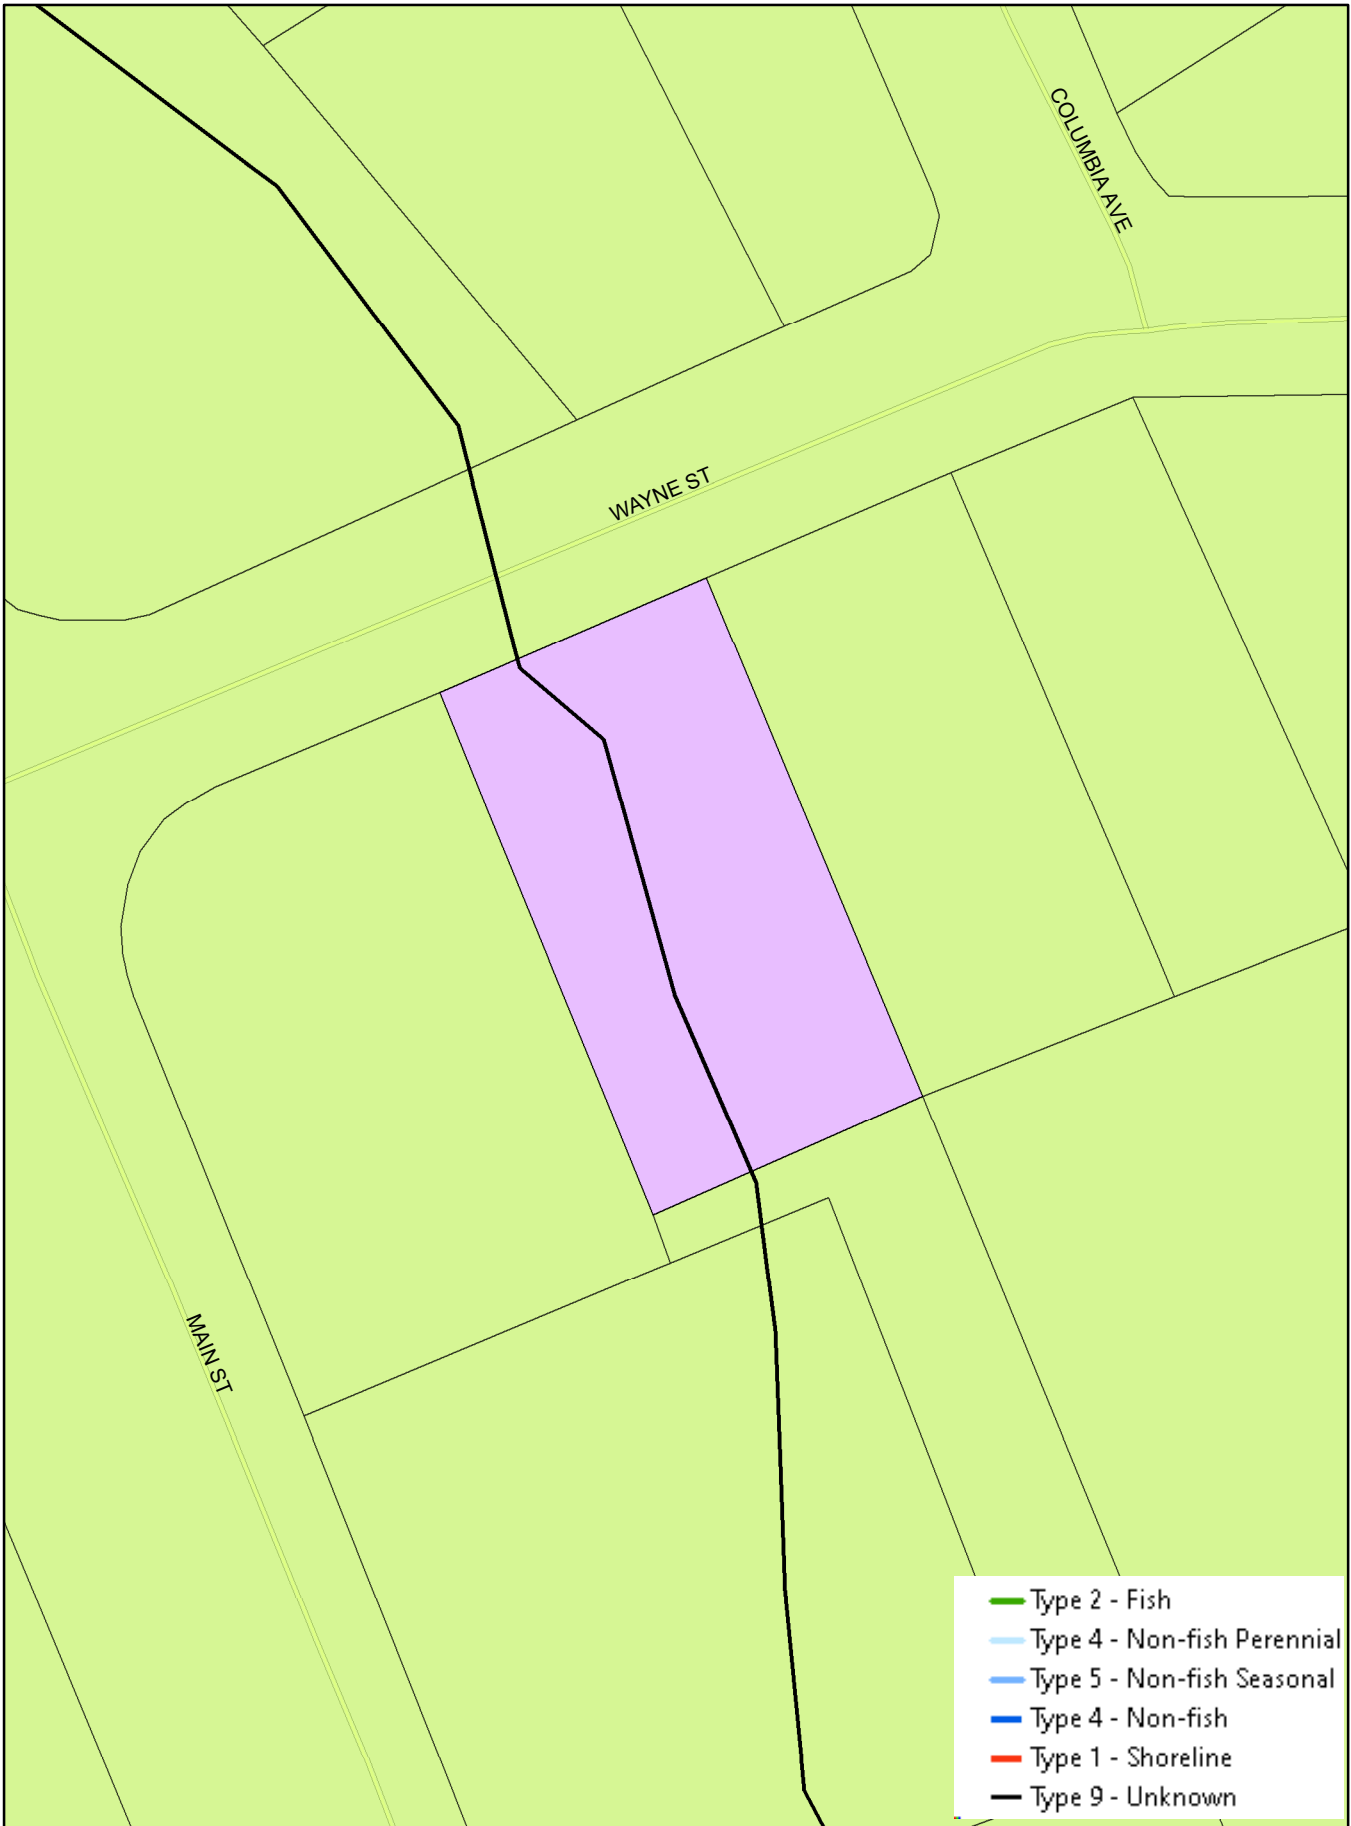 COLUMBIA AVE
WAYNE ST
MAIN ST
Type 2 - Fish
Type 4 - Non-fish Perennial
Type 5 - Non-fish Seasonal
Type 4 - Non-fish
Type 1 - Shoreline
Type 9 - Unknown